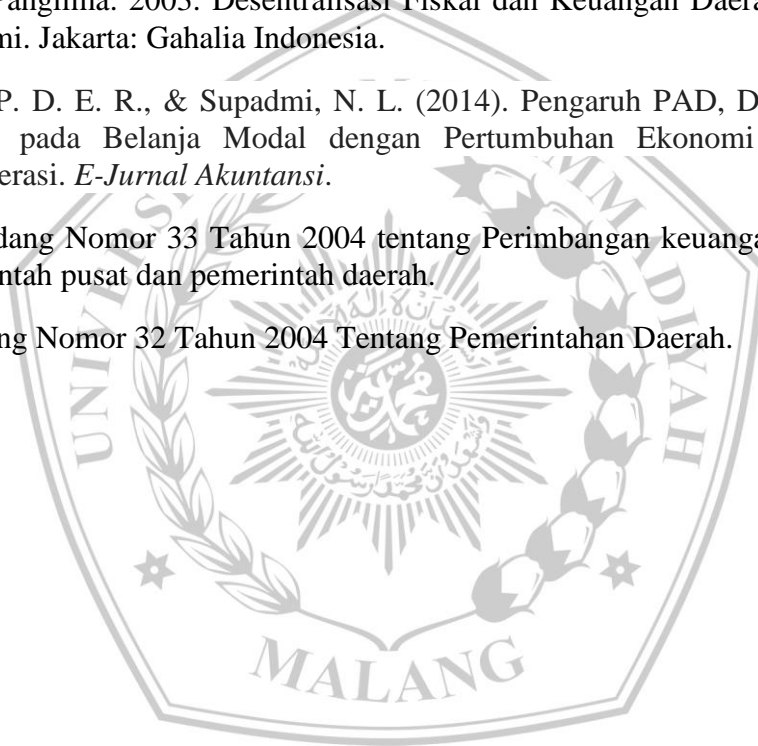 Panglima. 2003. Desentralisasi Fiskal dan Keuangan Daera
mi. Jakarta: Gahalia Indonesia.
P. D. E. R., & Supadmi, N. L. (2014). Pengaruh PAD, D
pada Belanja Modal dengan Pertumbuhan Ekonomi
erasi. E-Jurnal Akuntansi.
dang Nomor 33 Tahun 2004 tentang Perimbangan keuanga
ntah pusat dan pemerintah daerah.
ng Nomor 32 Tahun 2004 Tentang Pemerintahan Daerah.
MALANG